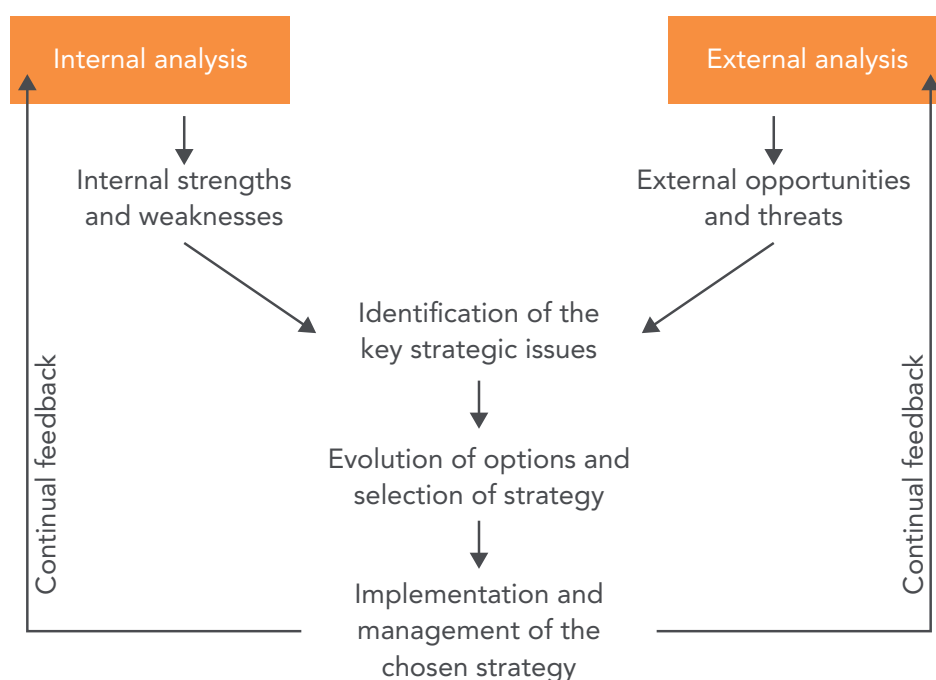 Internal analysis
External analysis
Internal strengths
and weaknesses
External opportunities
and threats
Identification of the
key strategic issues
Continual feedback
Continual feedback
Evolution of options and
selection of strategy
Implementation and
management of the
chosen strategy